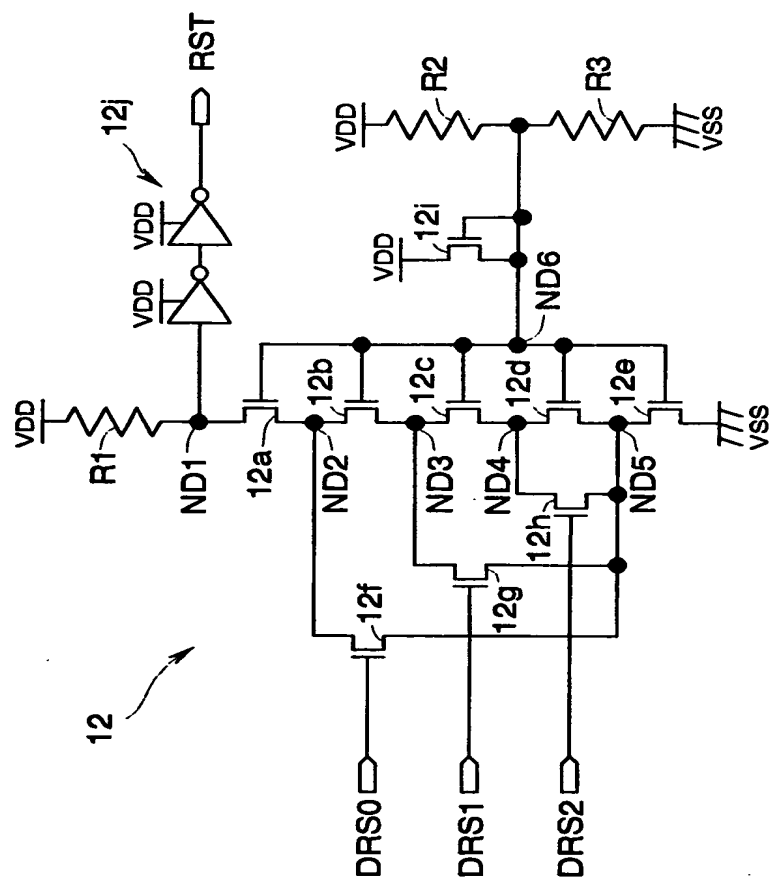 VDD
R1
ND1
VDD
VDD
12j
RST
12
12a
ND2
12b
ND3
12c
ND4
12d
ND5
12e
VSS
12f
12g
12h
DRS0
DRS1
DRS2
VDD
12i
ND6
VDD
R2
R3
VSS